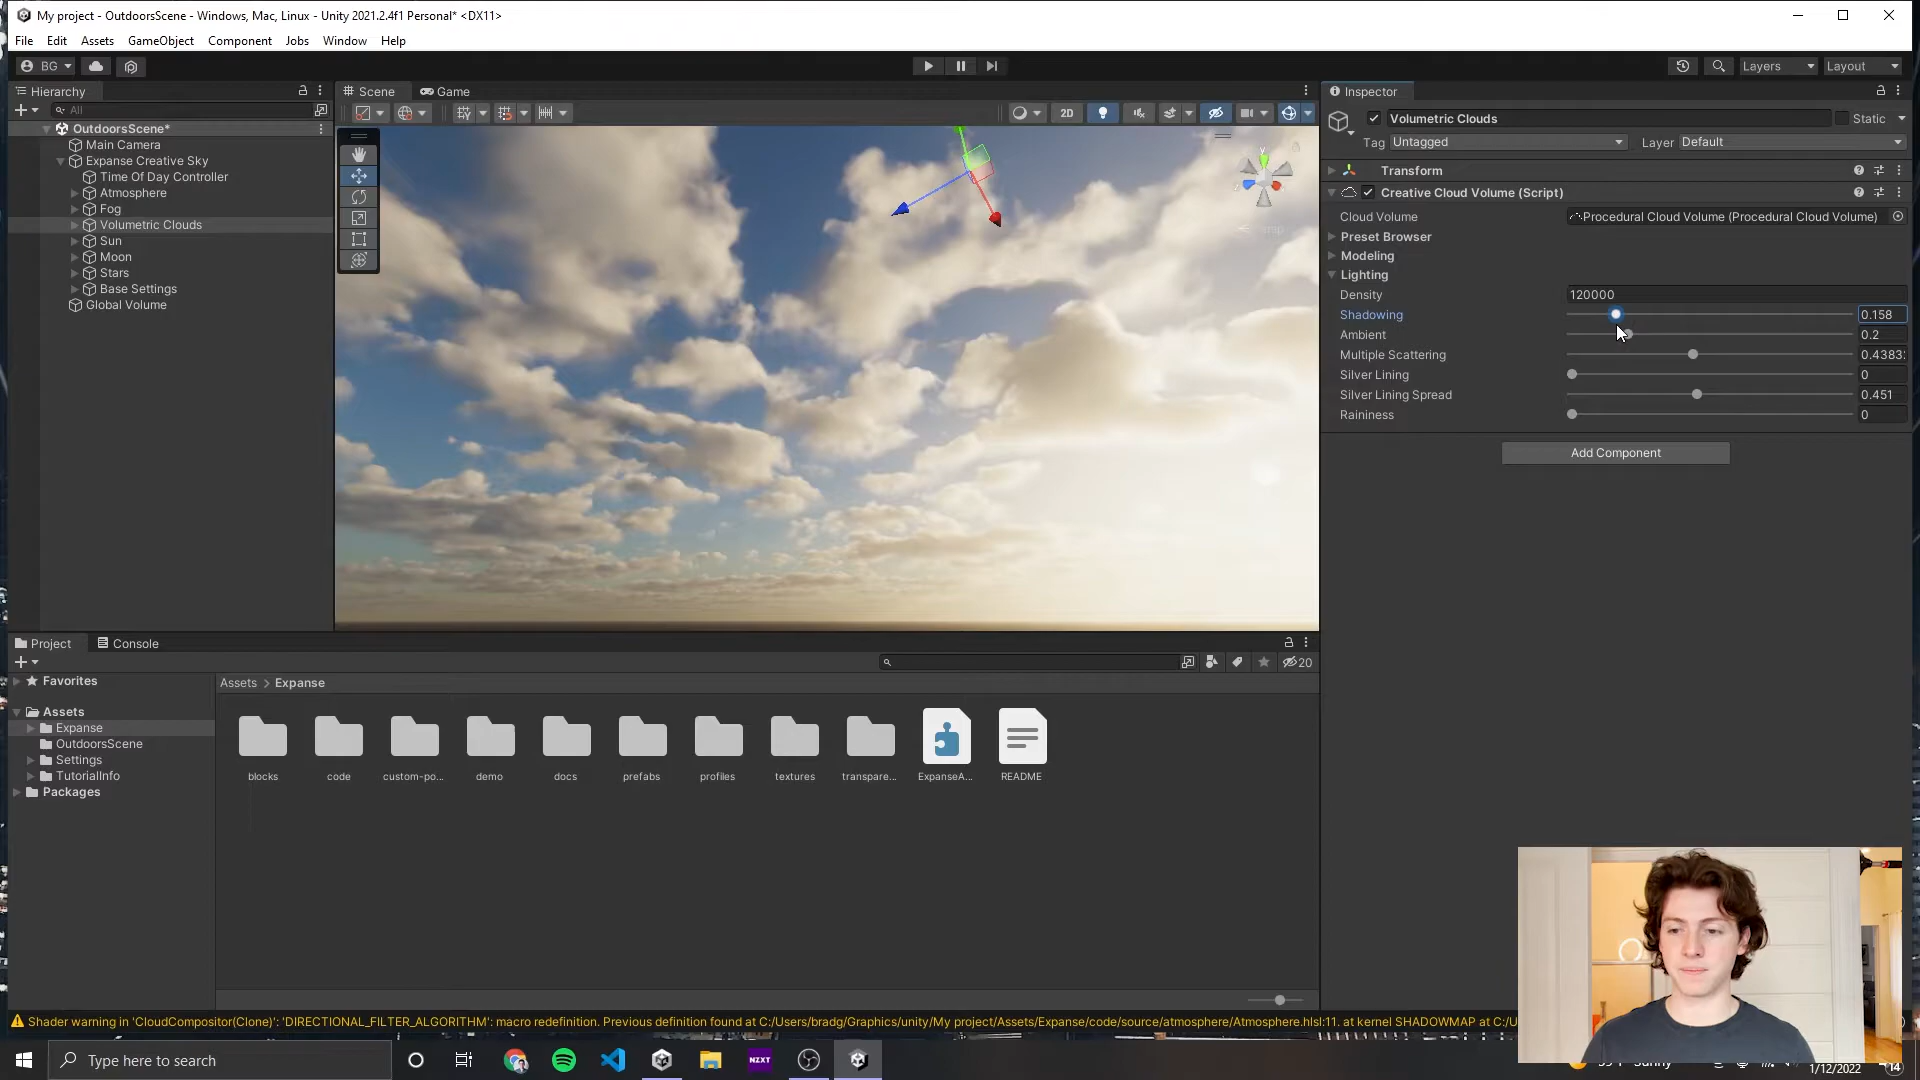 My project - OutdoorsScene - Windows, Mac, Linux - Unity 2021.2.4f1 Personal* <DX11>
File Edit Assets GameObject Component Jobs Window Help
BG
Layers
Layout
Hierarchy
All
OutdoorsScene*
Main Camera
Expanse Creative Sky
Time Of Day Controller
Atmosphere
Fog
Volumetric Clouds
Sun
Moon
Stars
Base Settings
Global Volume
Scene
Game
2D
y
Inspector
Volumetric Clouds
Static
Tag Untagged
Layer Default
Transform
Creative Cloud Volume (Script)
Cloud Volume Procedural Cloud Volume (Procedural Cloud Volume)
Preset Browser
Modeling
Lighting
Density 120000
Shadowing 0.158
Ambient 0.2
Multiple Scattering 0.4383:
Silver Lining 0
Silver Lining Spread 0.451
Raininess 0
Add Component
Project
Console
20
Favorites
Assets
Expanse
OutdoorsScene
Settings
TutorialInfo
Packages
Assets > Expanse
blocks
code
custom-po...
demo
docs
prefabs
profiles
textures
transpare...
ExpanseA...
README
Shader warning in 'CloudCompositor(Clone)': 'DIRECTIONAL_FILTER_ALGORITHM': macro redefinition. Previous definition found at C:/Users/bradg/Graphics/unity/My project/Assets/Expanse/code/source/atmosphere/Atmosphere.hlsl:11. at kernel SHADOWMAP at C:/U
Type here to search
NZXT
Sunny
1/12/2022
14